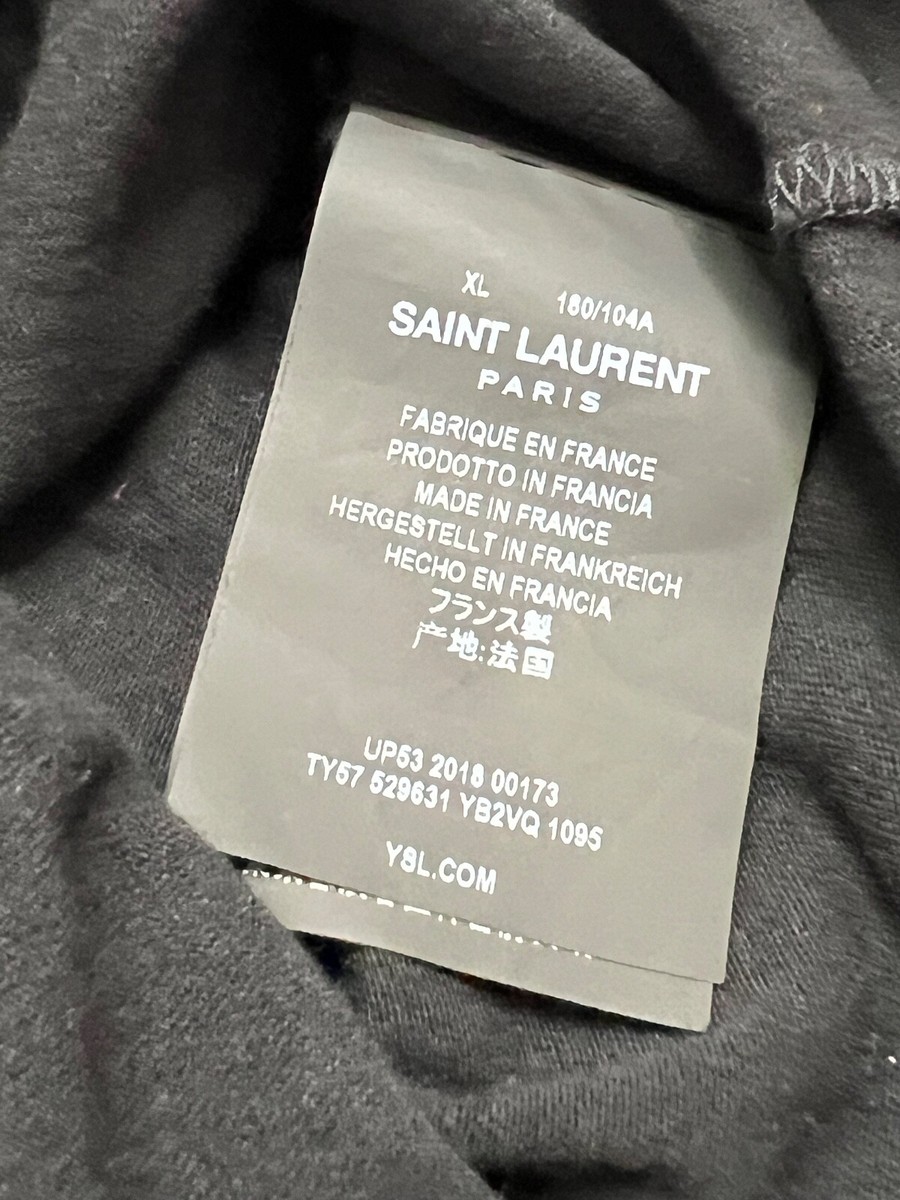 XL 180/104A
SAINT LAURENT
PARIS
FABRIQUE EN FRANCE
PRODOTTO IN FRANCIA
MADE IN FRANCE
HERGESTELLT IN FRANKREICH
HECHO EN FRANCIA
フランス製
产地:法国
UP53 2018 00173
TY57 529631 YB2VQ 1095
YSL.COM